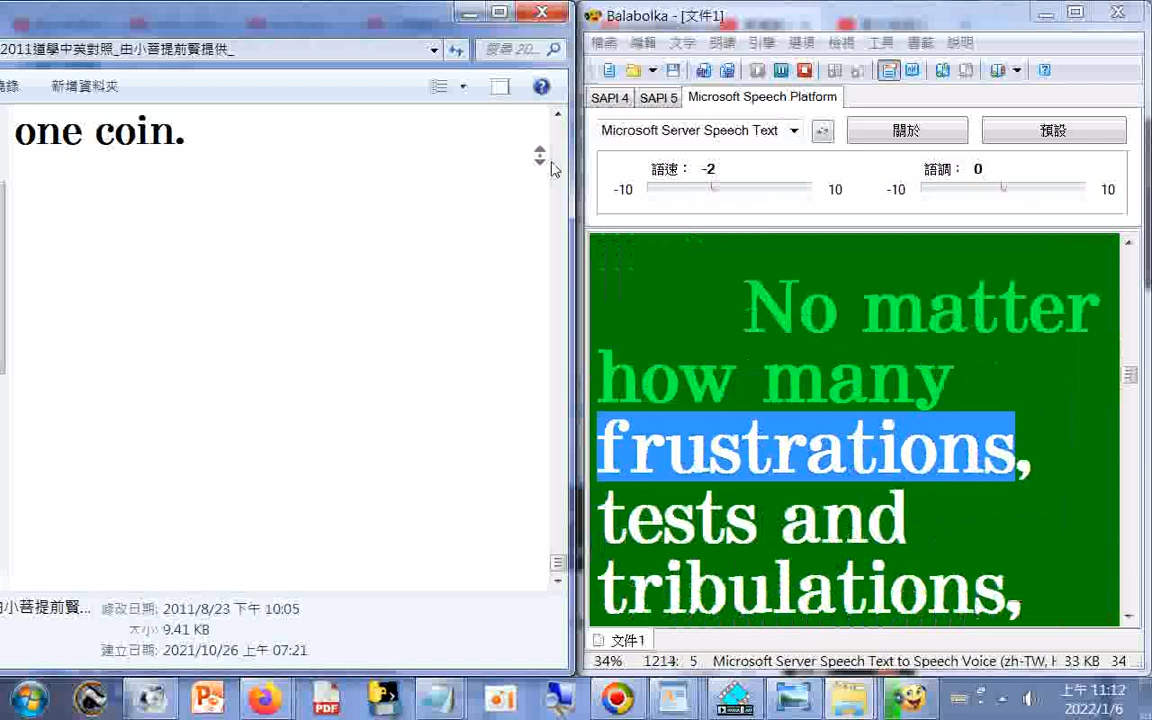 2011道學中英對照_由小菩提前賢提供_
搜尋 20...
新增資料夾
one coin.
由小菩提前賢...
修改日期: 2011/8/23 下午 10:05
大小: 9.41 KB
建立日期: 2021/10/26 上午 07:21
Balabolka - [文件1]
檔案 編輯 文字 朗讀 引擎 選項 檢視 工具 書籤 說明
SAPI 4 SAPI 5 Microsoft Speech Platform
Microsoft Server Speech Text
關於
預設
語速: -2
-10 10
語調: 0
-10 10
No matter
how many
frustrations,
tests and
tribulations,
文件1
34% 1214: 5 Microsoft Server Speech Text to Speech Voice (zh-TW, H 33 KB 34
PDF
上午 11:12
2022/1/6